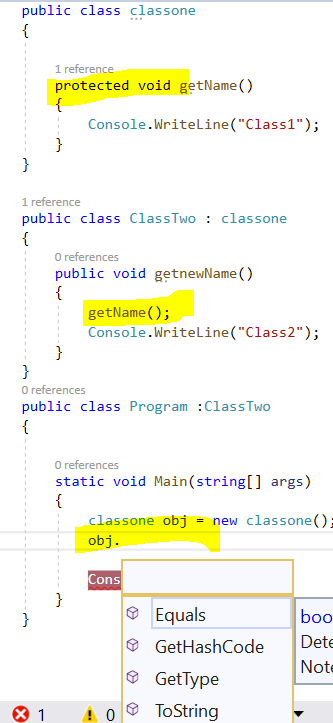 public class classone
{
1 reference
protected void getName()
{
Console.WriteLine("Class1");
}
}
1 reference
public class ClassTwo : classone
{
0 references
public void getnewName()
{
getName();
Console.WriteLine("Class2");
}
}
0 references
public class Program :ClassTwo
{
0 references
static void Main(string[] args)
{
classone obj = new classone();
obj.
Cons
}
}
Equals
GetHashCode
GetType
ToString
boo
Dete
Note
1
0